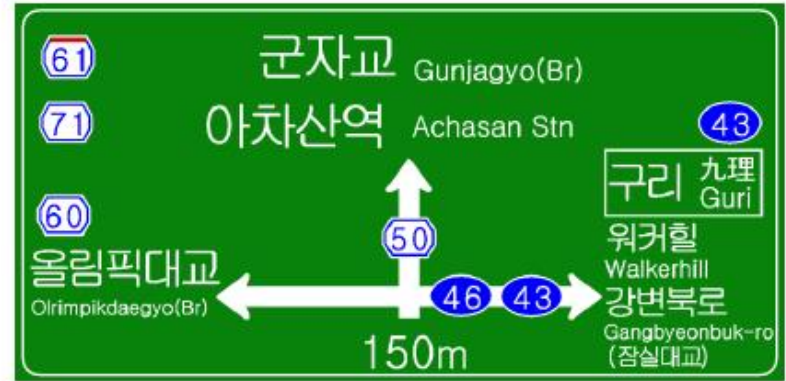 61
군자교 Gunjagyo(Br)
71
아차산역 Achasan Stn
43
구리 九理
Guri
60
올림픽대교
Olrimpikdaegyo(Br)
50
46 43
워커힐
Walkerhill
강변북로
Gangbyeonbuk-ro
(잠실대교)
150m